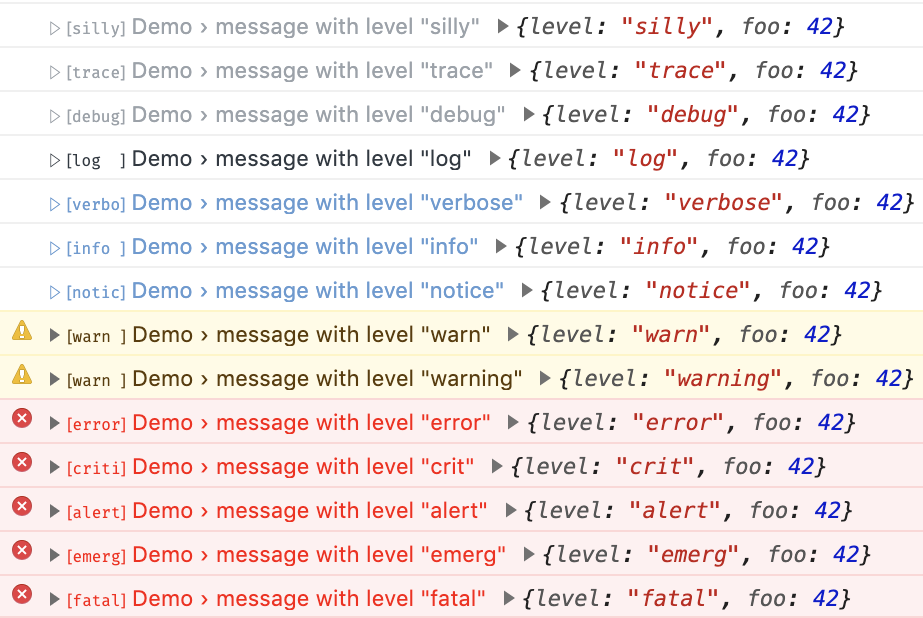 ▷[silly] Demo › message with level "silly" ▶{level: "silly", foo: 42}
▷[trace] Demo › message with level "trace" ▶{level: "trace", foo: 42}
▷[debug] Demo › message with level "debug" ▶{level: "debug", foo: 42}
▷[log  ] Demo › message with level "log" ▶{level: "log", foo: 42}
▷[verbo] Demo › message with level "verbose" ▶{level: "verbose", foo: 42}
▷[info ] Demo › message with level "info" ▶{level: "info", foo: 42}
▷[notic] Demo › message with level "notice" ▶{level: "notice", foo: 42}
▶[warn ] Demo › message with level "warn" ▶{level: "warn", foo: 42}
▶[warn ] Demo › message with level "warning" ▶{level: "warning", foo: 42}
▶[error] Demo › message with level "error" ▶{level: "error", foo: 42}
▶[criti] Demo › message with level "crit" ▶{level: "crit", foo: 42}
▶[alert] Demo › message with level "alert" ▶{level: "alert", foo: 42}
▶[emerg] Demo › message with level "emerg" ▶{level: "emerg", foo: 42}
▶[fatal] Demo › message with level "fatal" ▶{level: "fatal", foo: 42}